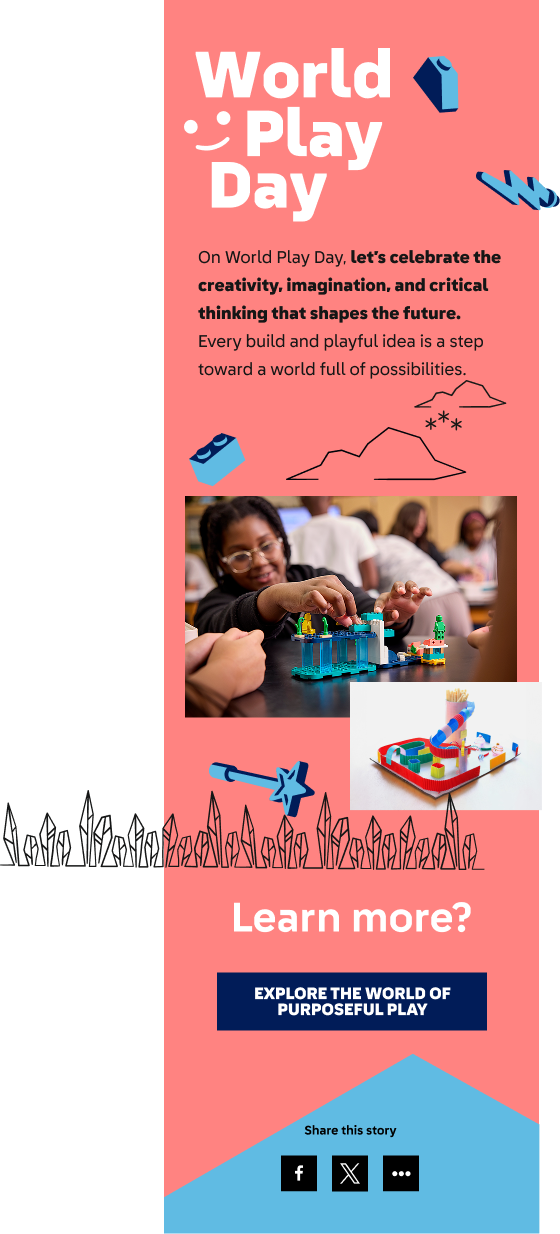 World
Play
Day
On World Play Day, let's celebrate the
creativity, imagination, and critical
thinking that shapes the future.
Every build and playful idea is a step
toward a world full of possibilities.
Learn more?
EXPLORE THE WORLD OF
PURPOSEFUL PLAY
Share this story